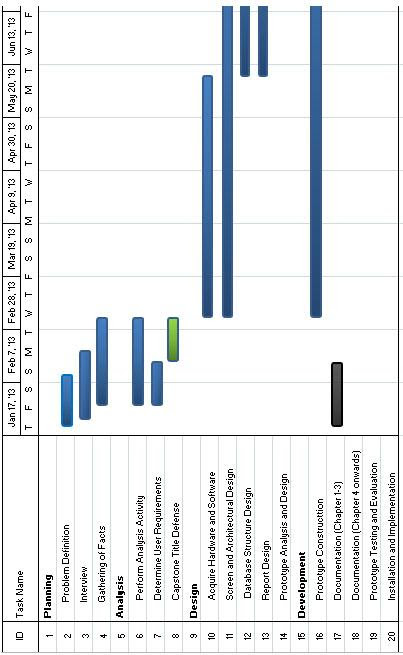 ID Task Name Jan 17, '13 Feb 7, '13 Feb 28, '13 Mar 19, '13 Apr 9, '13 Apr 30, '13 May 20, '13 Jun 13, '13
T F S S M T W T F S S M T W T F S S M T W T F
1 Planning
2 Problem Definition
3 Interview
4 Gathering of Facts
5 Analysis
6 Perform Analysis Activity
7 Determine User Requirements
8 Capstone Title Defense
9 Design
10 Acquire Hardware and Software
11 Screen and Architectural Design
12 Database Structure Design
13 Report Design
14 Prototype Analysis and Design
15 Development
16 Prototype Construction
17 Documentation (Chapter 1-3)
18 Documentation (Chapter 4 onwards)
19 Prototype Testing and Evaluation
20 Installation and Implementation